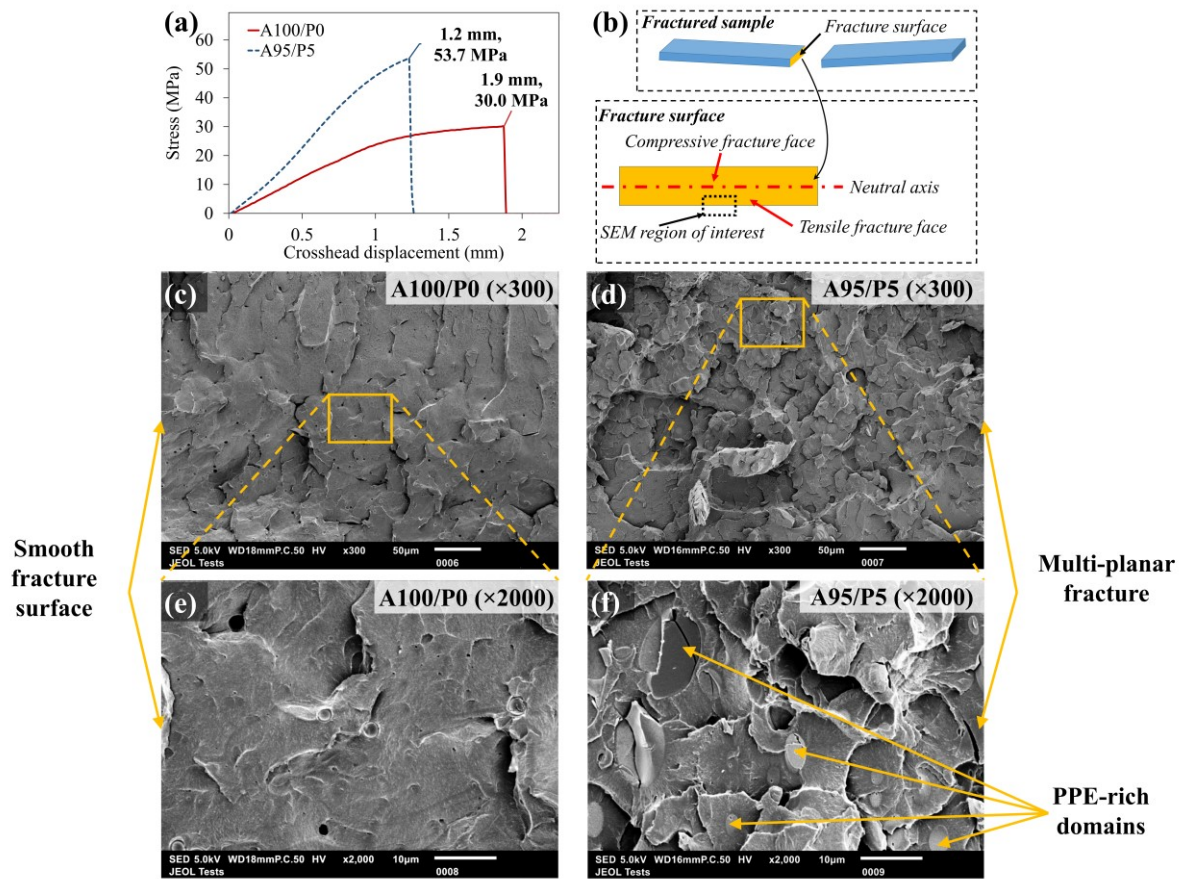 (a)
A100/P0
A95/P5
1.2 mm,
53.7 MPa
1.9 mm,
30.0 MPa
Stress (MPa)
60
50
40
30
20
10
0
0 0.5 1 1.5 2
Crosshead displacement (mm)
(b)
Fractured sample
Fracture surface
Fracture surface
Compressive fracture face
Neutral axis
SEM region of interest
Tensile fracture face
(c)
A100/P0 (×300)
SED 5.0kV WD18mmP.C.50 HV x300 50μm
JEOL Tests 0006
(d)
A95/P5 (×300)
SED 5.0kV WD16mmP.C.50 HV x300 50μm
JEOL Tests 0007
Smooth
fracture
surface
Multi-planar
fracture
(e)
A100/P0 (×2000)
SED 5.0kV WD18mmP.C.50 HV x2,000 10μm
JEOL Tests 0008
(f)
A95/P5 (×2000)
SED 5.0kV WD16mmP.C.50 HV x2,000 10μm
JEOL Tests 0009
PPE-rich
domains